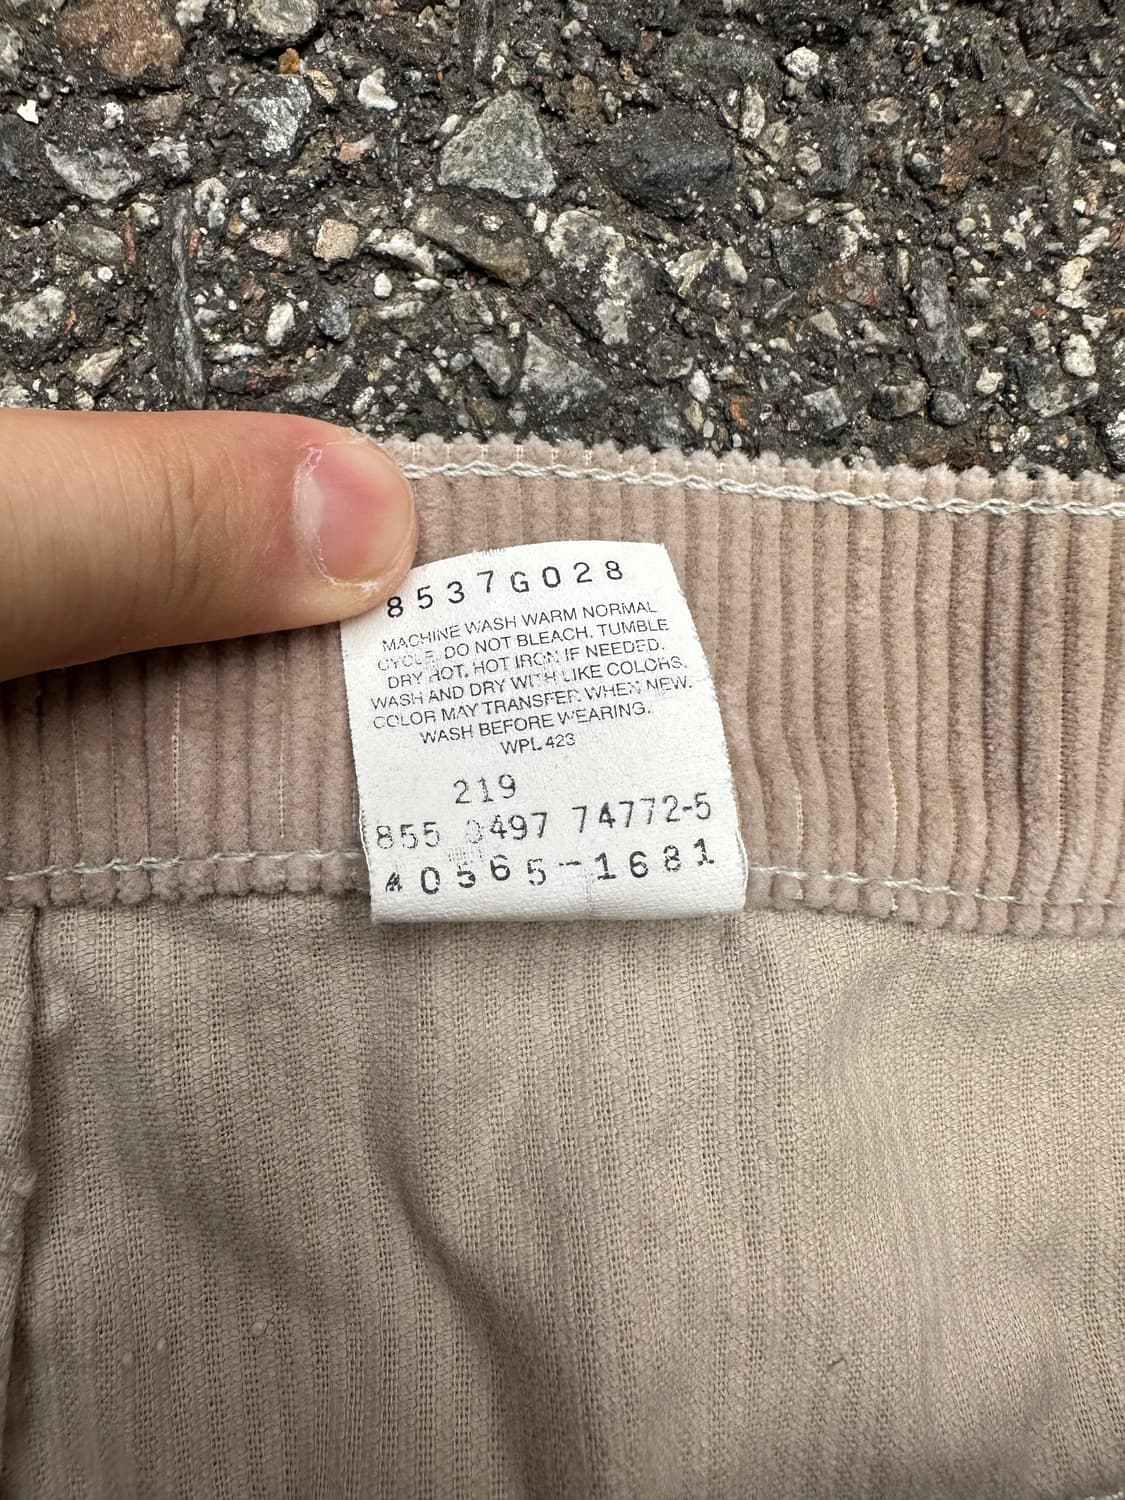 8537G028
MACHINE WASH WARM NORMAL
CYCLE. DO NOT BLEACH. TUMBLE
DRY HOT. HOT IRON IF NEEDED.
WASH AND DRY WITH LIKE COLORS.
COLOR MAY TRANSFER WHEN NEW.
WASH BEFORE WEARING.
WPL 423
219
855 0497 74772-5
40565-1681